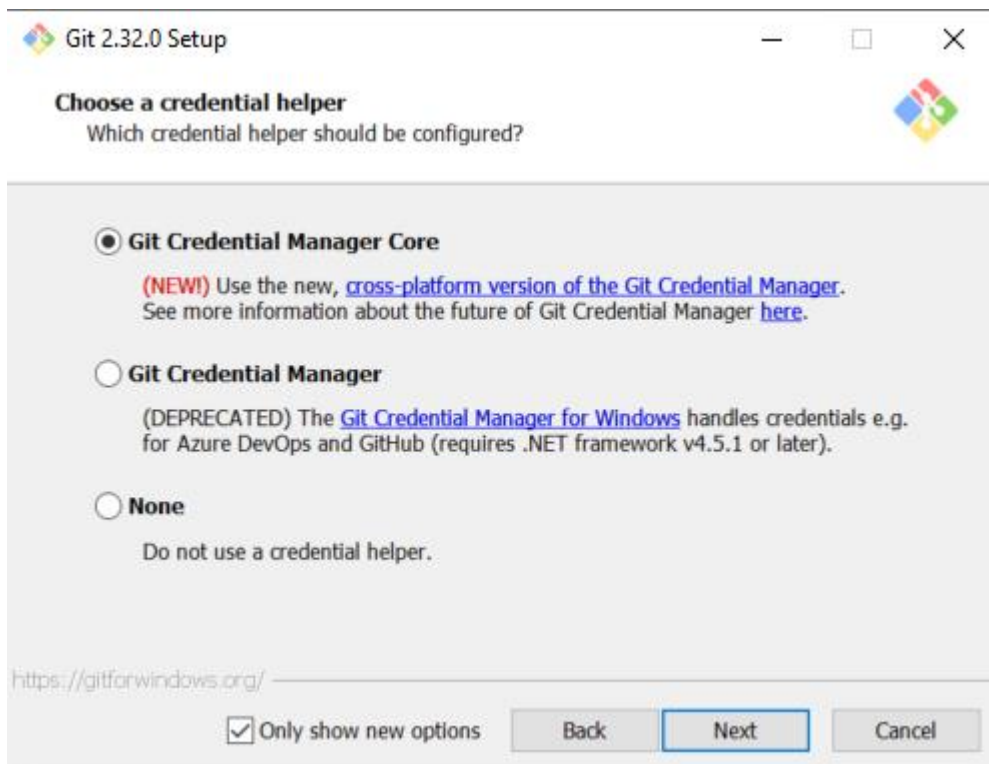 Git 2.32.0 Setup
Choose a credential helper
Which credential helper should be configured?
Git Credential Manager Core
(NEW!) Use the new, cross-platform version of the Git Credential Manager.
See more information about the future of Git Credential Manager here.
Git Credential Manager
(DEPRECATED) The Git Credential Manager for Windows handles credentials e.g.
for Azure DevOps and GitHub (requires .NET framework v4.5.1 or later).
None
Do not use a credential helper.
https://gitforwindows.org/
Only show new options Back Next Cancel